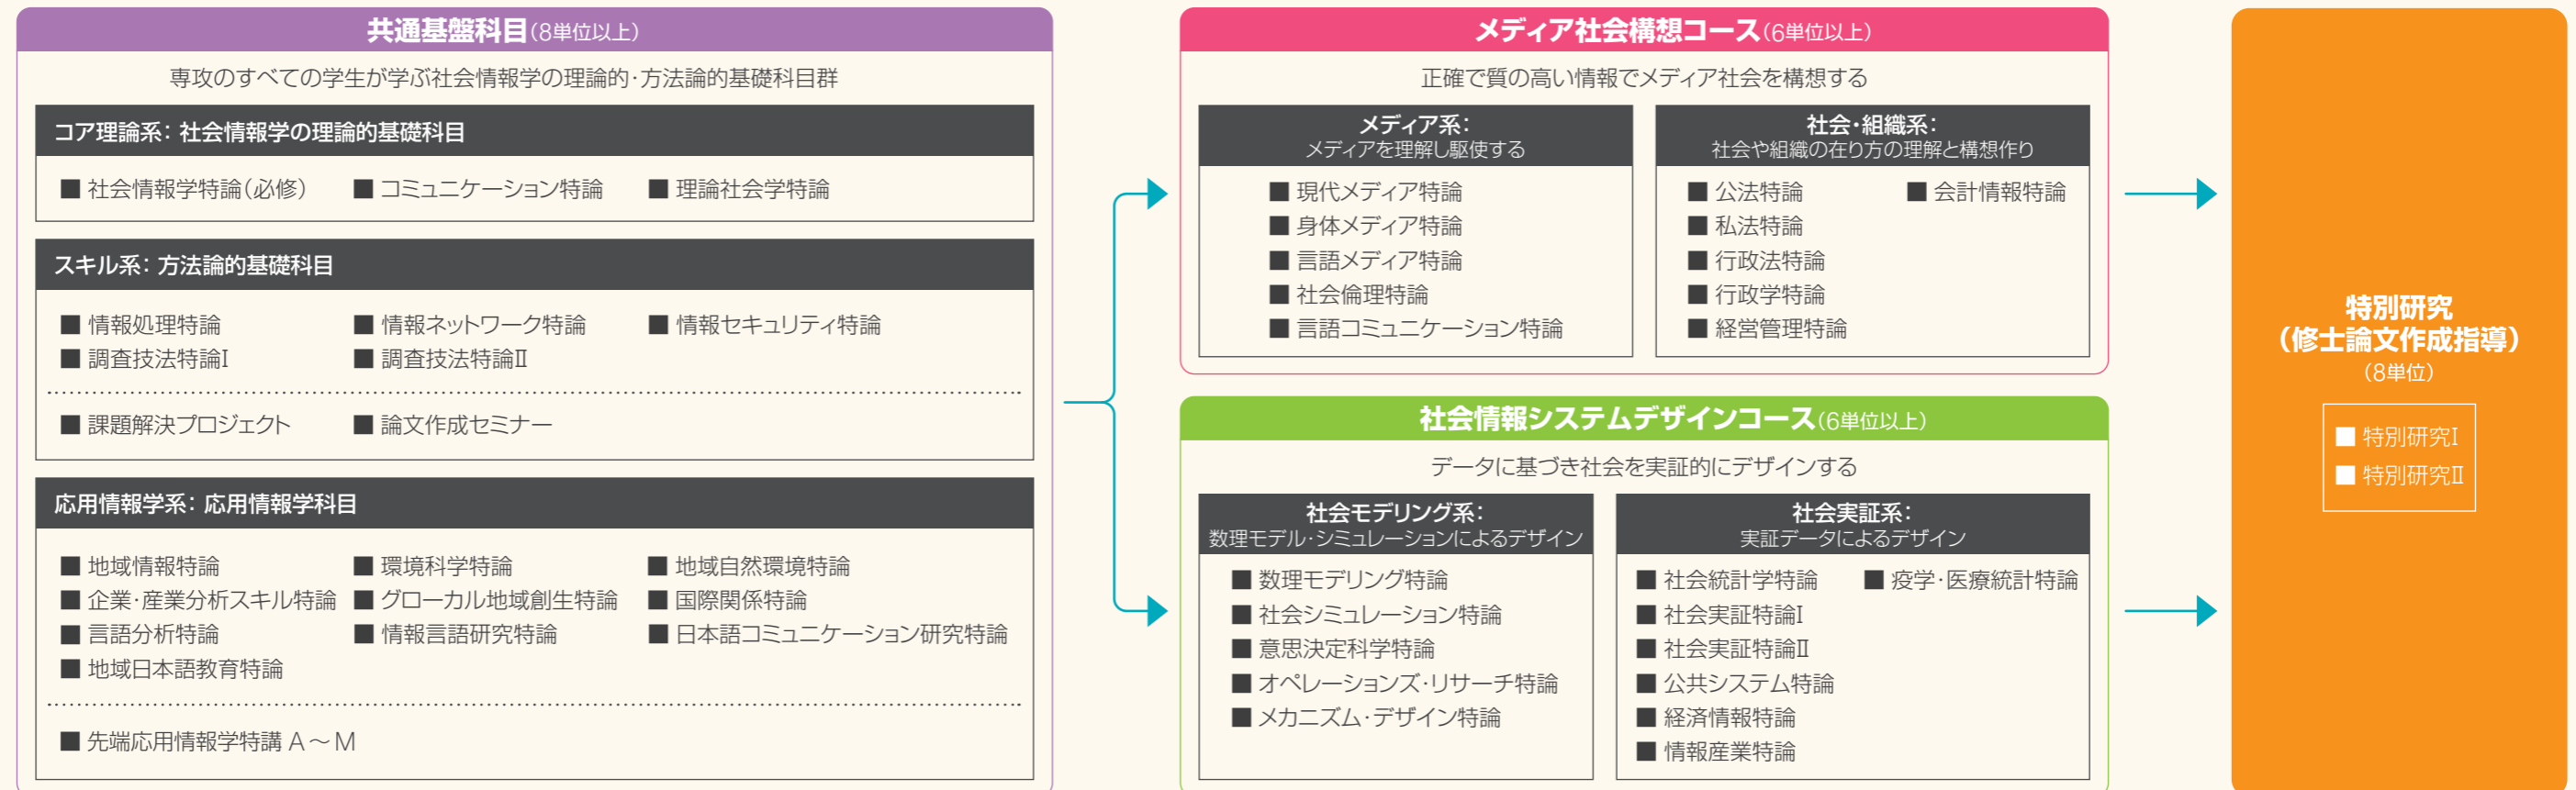 共通基盤科目(8単位以上)
専攻のすべての学生が学ぶ社会情報学の理論的・方法論的基礎科目群
コア理論系：社会情報学の理論的基礎科目
■ 社会情報学特論(必修) ■ コミュニケーション特論 ■ 理論社会学特論
スキル系：方法論的基礎科目
■ 情報処理特論 ■ 情報ネットワーク特論 ■ 情報セキュリティ特論
■ 調査技法特論Ⅰ ■ 調査技法特論Ⅱ
■ 課題解決プロジェクト ■ 論文作成セミナー
応用情報学系：応用情報学科目
■ 地域情報特論 ■ 環境科学特論 ■ 地域自然環境特論
■ 企業・産業分析スキル特論 ■ グローカル地域創生特論 ■ 国際関係特論
■ 言語分析特論 ■ 情報言語研究特論 ■ 日本語コミュニケーション研究特論
■ 地域日本語教育特論
■ 先端応用情報学特講 A～M
メディア社会構想コース(6単位以上)
正確で質の高い情報でメディア社会を構想する
メディア系：
メディアを理解し駆使する
■ 現代メディア特論
■ 身体メディア特論
■ 言語メディア特論
■ 社会倫理特論
■ 言語コミュニケーション特論
社会・組織系：
社会や組織の在り方の理解と構想作り
■ 公法特論 ■ 会計情報特論
■ 私法特論
■ 行政法特論
■ 行政学特論
■ 経営管理特論
社会情報システムデザインコース(6単位以上)
データに基づき社会を実証的にデザインする
社会モデリング系：
数理モデル・シミュレーションによるデザイン
■ 数理モデリング特論
■ 社会シミュレーション特論
■ 意思決定科学特論
■ オペレーションズ・リサーチ特論
■ メカニズム・デザイン特論
社会実証系：
実証データによるデザイン
■ 社会統計学特論 ■ 疫学・医療統計特論
■ 社会実証特論Ⅰ
■ 社会実証特論Ⅱ
■ 公共システム特論
■ 経済情報特論
■ 情報産業特論
特別研究
(修士論文作成指導)
(8単位)
■ 特別研究Ⅰ
■ 特別研究Ⅱ